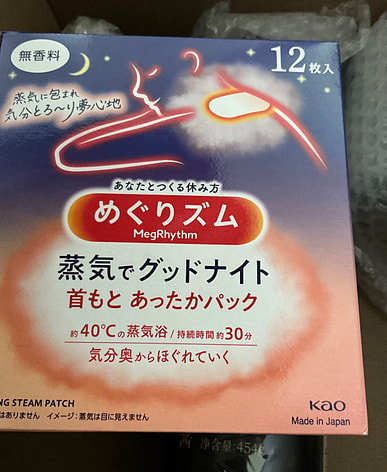 無香料
12枚入
蒸気に包まれ
気分とろ〜り夢心地
あなたとつくる休み方
めぐりズム
MegRhythm
蒸気でグッドナイト
首もと あったかパック
約40℃の蒸気浴/持続時間約30分
気分奥からほぐれていく
NG STEAM PATCH
はありません イメージ:蒸気は目に見えません
Kao
Made in Japan
净含量:454